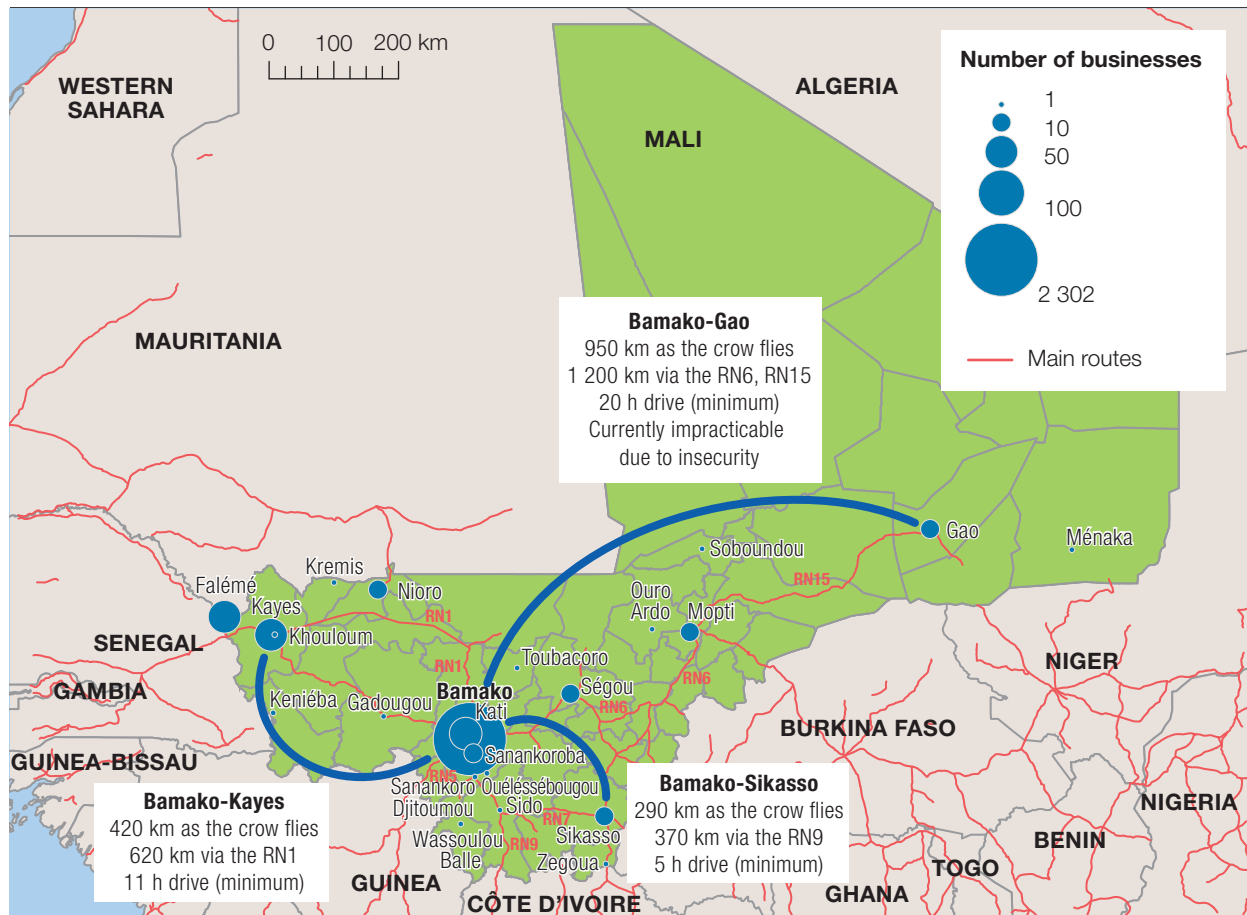 0 100 200 km
WESTERN
SAHARA
ALGERIA
MALI
MAURITANIA
Number of businesses
1
10
50
100
2 302
Main routes
Bamako-Gao
950 km as the crow flies
1 200 km via the RN6, RN15
20 h drive (minimum)
Currently impracticable
due to insecurity
Gao
Ménaka
Soboundou
RN15
Kremis
Nioro
Falémé
Kayes
Khouloum
RN1
Ouro
Ardo
Mopti
SENEGAL
GAMBIA
RN1
Toubacoro
Ségou
RN6
RN6
NIGER
Keniéba
Gadougou
Bamako
Kati
BURKINA FASO
Sanankoroba
GUINEA-BISSAU
RN5
Sanankoro
Djitoumou
Ouéléssébougou
Sido
RN7
Sikasso
Wassoulou
Balle
RN9
Zegoua
NIGERIA
BENIN
TOGO
GHANA
GUINEA
CÔTE D'IVOIRE
Bamako-Kayes
420 km as the crow flies
620 km via the RN1
11 h drive (minimum)
Bamako-Sikasso
290 km as the crow flies
370 km via the RN9
5 h drive (minimum)